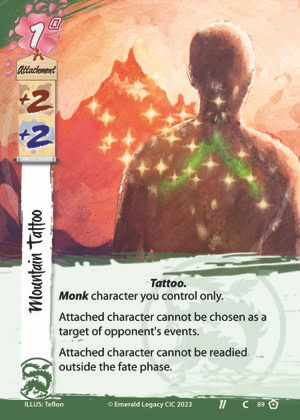 1
Attachment
+2
+2
Mountain Tattoo
Tattoo.
Monk character you control only.
Attached character cannot be chosen as a
target of opponent's events.
Attached character cannot be readied
outside the fate phase.
ILLUS: Teflon
© Emerald Legacy CIC 2023
C
89